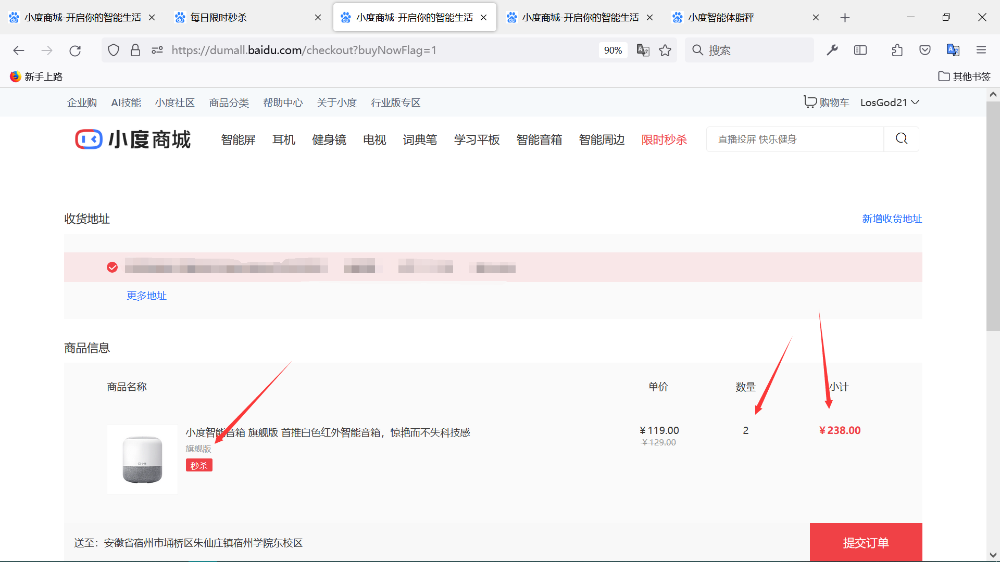 小度商城-开启你的智能生活
每日限时秒杀
小度商城-开启你的智能生活
小度商城-开启你的智能生活
小度智能体脂秤
https://dumall.baidu.com/checkout?buyNowFlag=1
90%
搜索
新手上路
其他书签
企业购 AI技能 小度社区 商品分类 帮助中心 关于小度 行业版专区
购物车 LosGod21
小度商城
智能屏 耳机 健身镜 电视 词典笔 学习平板 智能音箱 智能周边 限时秒杀
直播投屏 快乐健身
收货地址
新增收货地址
更多地址
商品信息
商品名称 单价 数量 小计
小度智能音箱 旗舰版 首推白色红外智能音箱，惊艳而不失科技感
¥119.00 2 ¥238.00
¥129.00
旗舰版
秒杀
小度
送至：安徽省宿州市埇桥区朱仙庄镇宿州学院东校区
提交订单